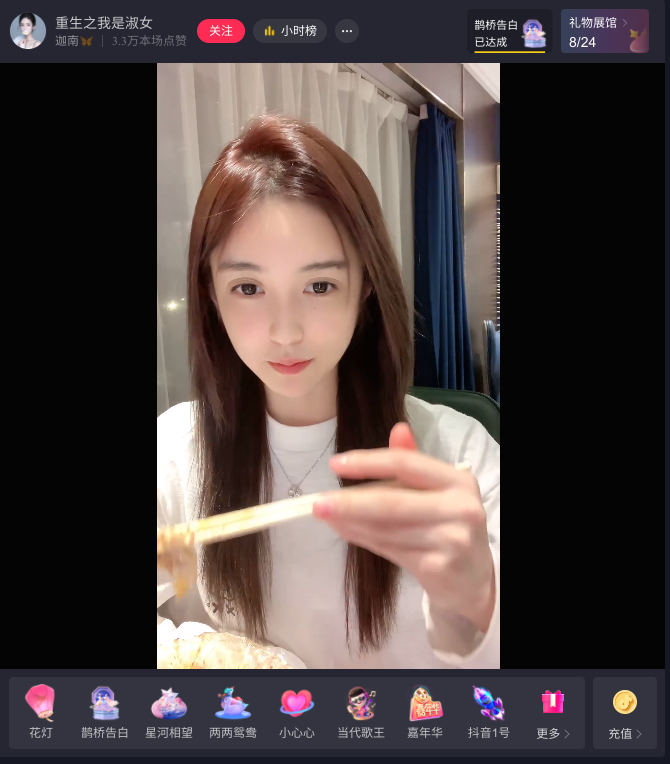 重生之我是淑女
迦南 | 3.3万本场点赞
关注
小时榜
鹊桥告白
已达成
礼物展馆
8/24
花灯
鹊桥告白
星河相望
两两鸳鸯
小心心
当代歌王
嘉年华
抖音1号
更多
充值